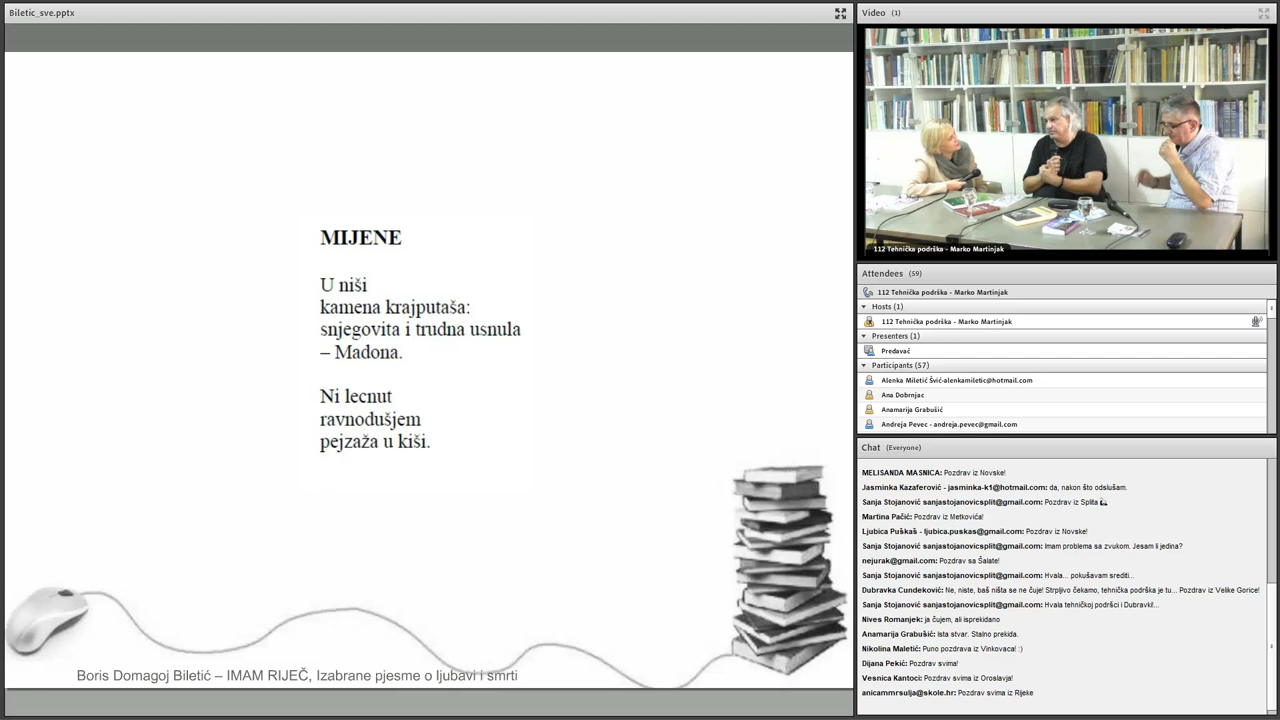 Biletic_sve.pptx
MIJENE
U niši
kamena krajputaša:
snjegovita i trudna usnula
– Madona.
Ni lecnut
ravnodušjem
pejzaža u kiši.
Boris Domagoj Biletić – IMAM RIJEČ, Izabrane pjesme o ljubavi i smrti
Video (1)
112 Tehnička podrška - Marko Martinjak
Attendees (59)
112 Tehnička podrška - Marko Martinjak
Hosts (1)
112 Tehnička podrška - Marko Martinjak
Presenters (1)
Predavač
Participants (57)
Alenka Miletić Švić-alenkamiletic@hotmail.com
Ana Dobrnjac
Anamarija Grabušić
Andreja Pevec - andreja.pevec@gmail.com
Chat (Everyone)
MELISANDA MASNICA: Pozdrav iz Novske!
Jasminka Kazaferović - jasminka-k1@hotmail.com: da, nakon što odslušam.
Sanja Stojanović sanjastojanovicsplit@gmail.com: Pozdrav iz Splita
Martina Pačić: Pozdrav iz Metkovića!
Ljubica Puškaš - ljubica.puskas@gmail.com: Pozdrav iz Novske!
Sanja Stojanović sanjastojanovicsplit@gmail.com: Imam problema sa zvukom. Jesam li jedina?
nejurak@gmail.com: Pozdrav sa Šalate!
Sanja Stojanović sanjastojanovicsplit@gmail.com: Hvala... pokušavam srediti...
Dubravka Cundeković: Ne, niste, baš ništa se ne čuje! Strpljivo čekamo, tehnička podrška je tu... Pozdrav iz Velike Gorice!
Sanja Stojanović sanjastojanovicsplit@gmail.com: Hvala tehničkoj podršci i Dubravki!...
Nives Romanjek: ja čujem, ali isprekidano
Anamarija Grabušić: Ista stvar. Stalno prekida.
Nikolina Maletić: Puno pozdrava iz Vinkovaca! :)
Dijana Pekić: Pozdrav svima!
Vesnica Kantoci: Pozdrav svima iz Oroslavja!
anicammrsulja@skole.hr: Pozdrav svima iz Rijeke